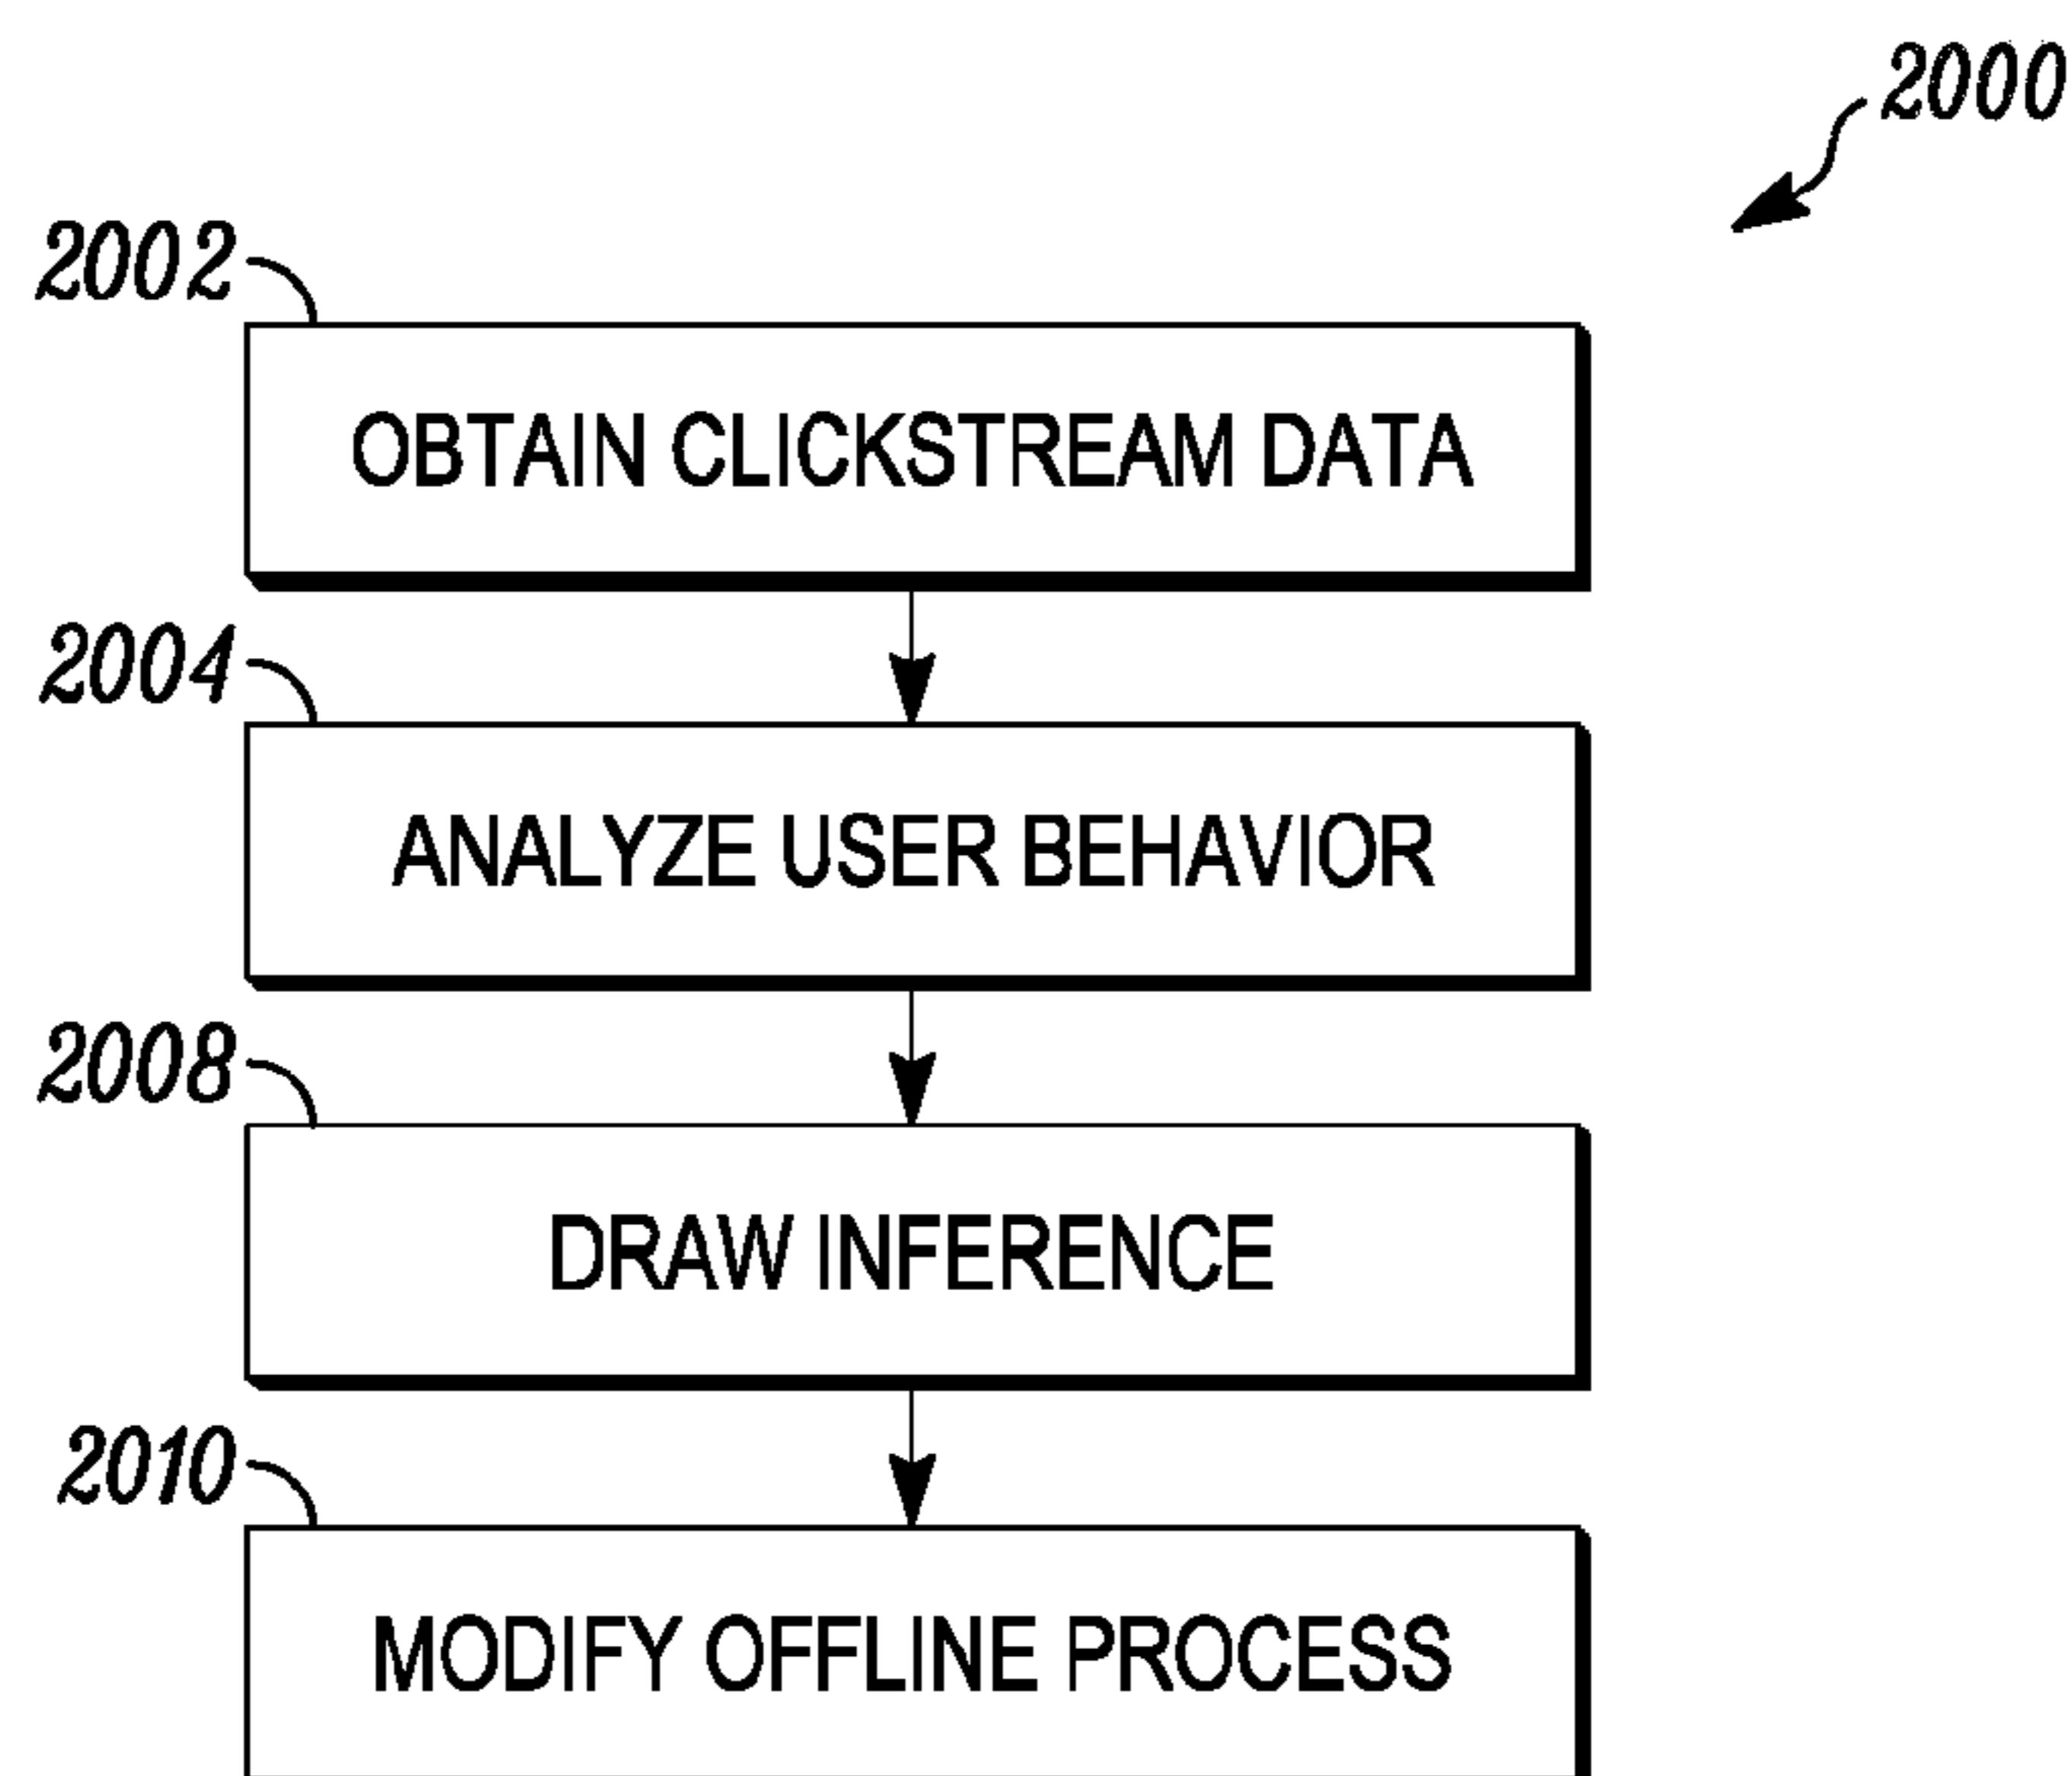 2000
2002
OBTAIN CLICKSTREAM DATA
2004
ANALYZE USER BEHAVIOR
2008
DRAW INFERENCE
2010
MODIFY OFFLINE PROCESS